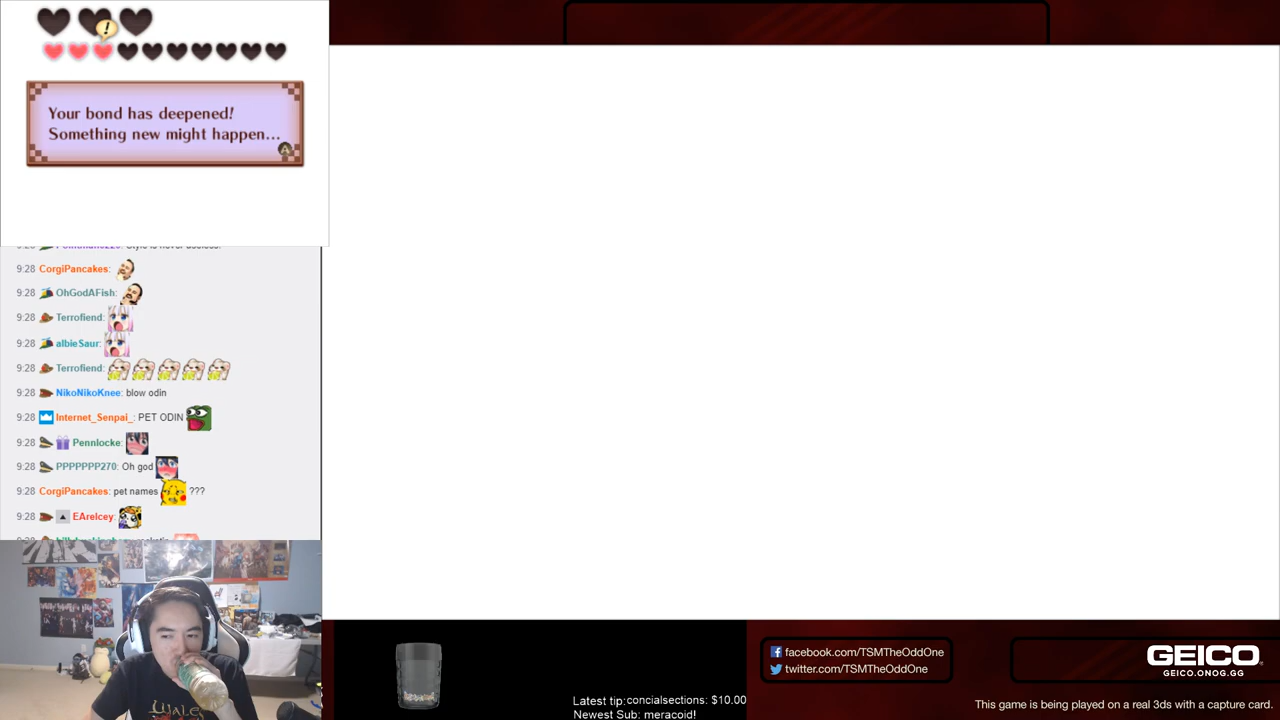 !
Your bond has deepened!
Something new might happen...
A
9:28 CorgiPancakes:
9:28 OhGodAFish:
9:28 Terrofiend:
9:28 albieSaur:
9:28 Terrofiend:
9:28 NikoNikoKnee: blow odin
9:28 Internet_Senpai_: PET ODIN
9:28 Pennlocke:
9:28 PPPPPPP270: Oh god
9:28 CorgiPancakes: pet names ???
9:28 EArelcey:
facebook.com/TSMTheOddOne
twitter.com/TSMTheOddOne
GEICO
GEICO.ONOG.GG
Latest tip:concialsections: $10.00
Newest Sub: meracoid!
This game is being played on a real 3ds with a capture card.